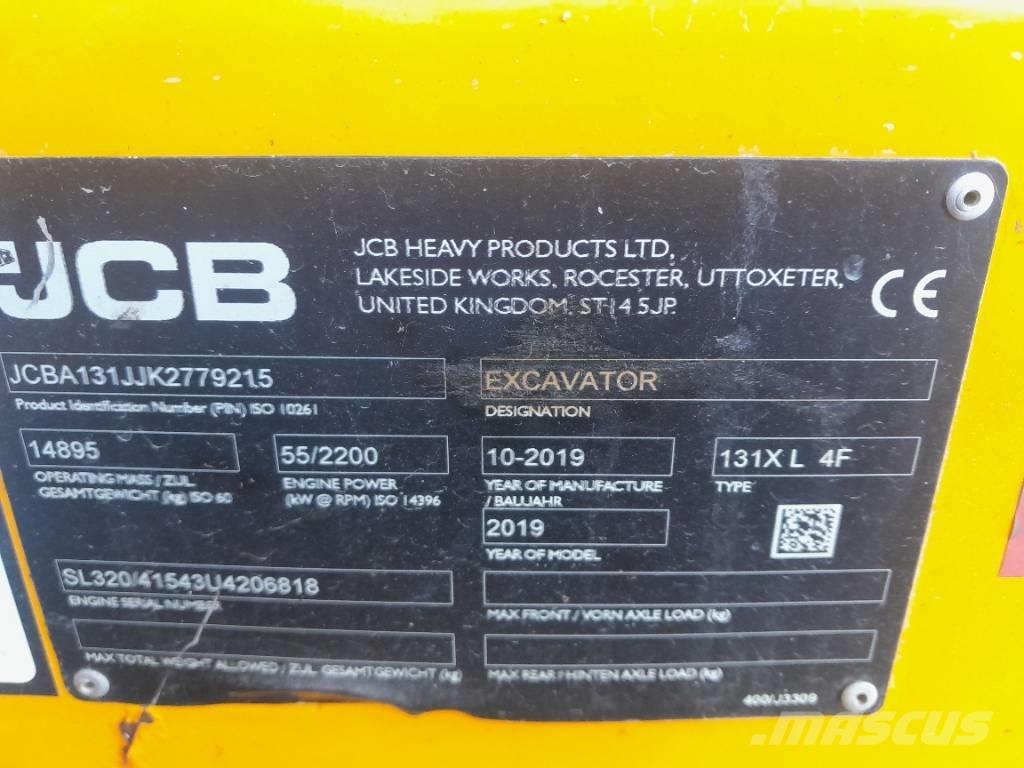 JCB
JCB HEAVY PRODUCTS LTD,
LAKESIDE WORKS, ROCESTER, UTTOXETER,
UNITED KINGDOM, ST14 5JP.
CE
JCBA131JJK2779215
Product Identification Number (PIN) ISO 10261
EXCAVATOR
DESIGNATION
14895
OPERATING MASS / ZUL.
GESAMTGEWICHT (kg) ISO 60
55/2200
ENGINE POWER
(kW @ RPM) ISO 14396
10-2019
YEAR OF MANUFACTURE
/ BAUJAHR
131X L 4F
TYPE
2019
YEAR OF MODEL
SL320/41543U4206818
ENGINE SERIAL NUMBER
MAX FRONT / VORN AXLE LOAD (kg)
MAX TOTAL WEIGHT ALLOWED / ZUL. GESAMTGEWICHT (kg)
MAX REAR / HINTEN AXLE LOAD (kg)
400/J3309
MASCUS